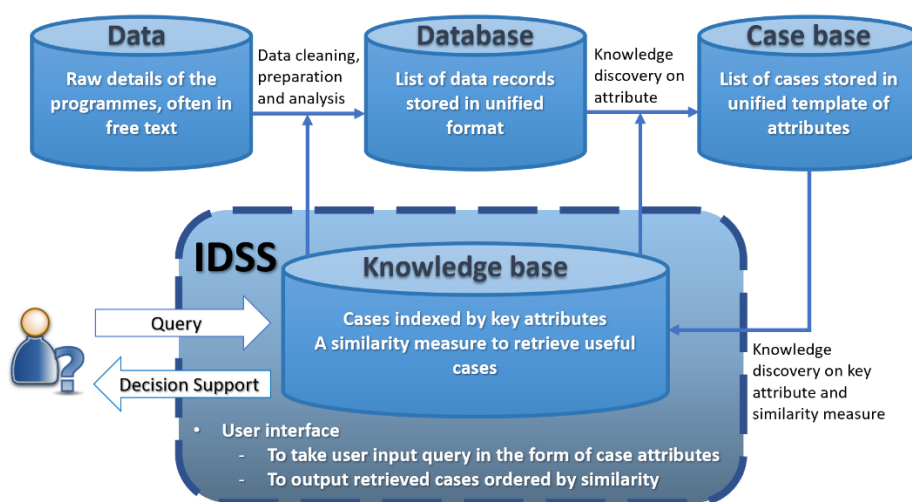 Data
Raw details of the
programmes, often in
free text
Data cleaning,
preparation
and analysis
Database
List of data records
stored in unified
format
Knowledge
discovery on
attribute
Case base
List of cases stored in
unified template of
attributes
IDSS
Knowledge base
Cases indexed by key attributes
A similarity measure to retrieve useful
cases
Query
Decision Support
?
Knowledge
discovery on key
attribute and
similarity measure
• User interface
- To take user input query in the form of case attributes
- To output retrieved cases ordered by similarity